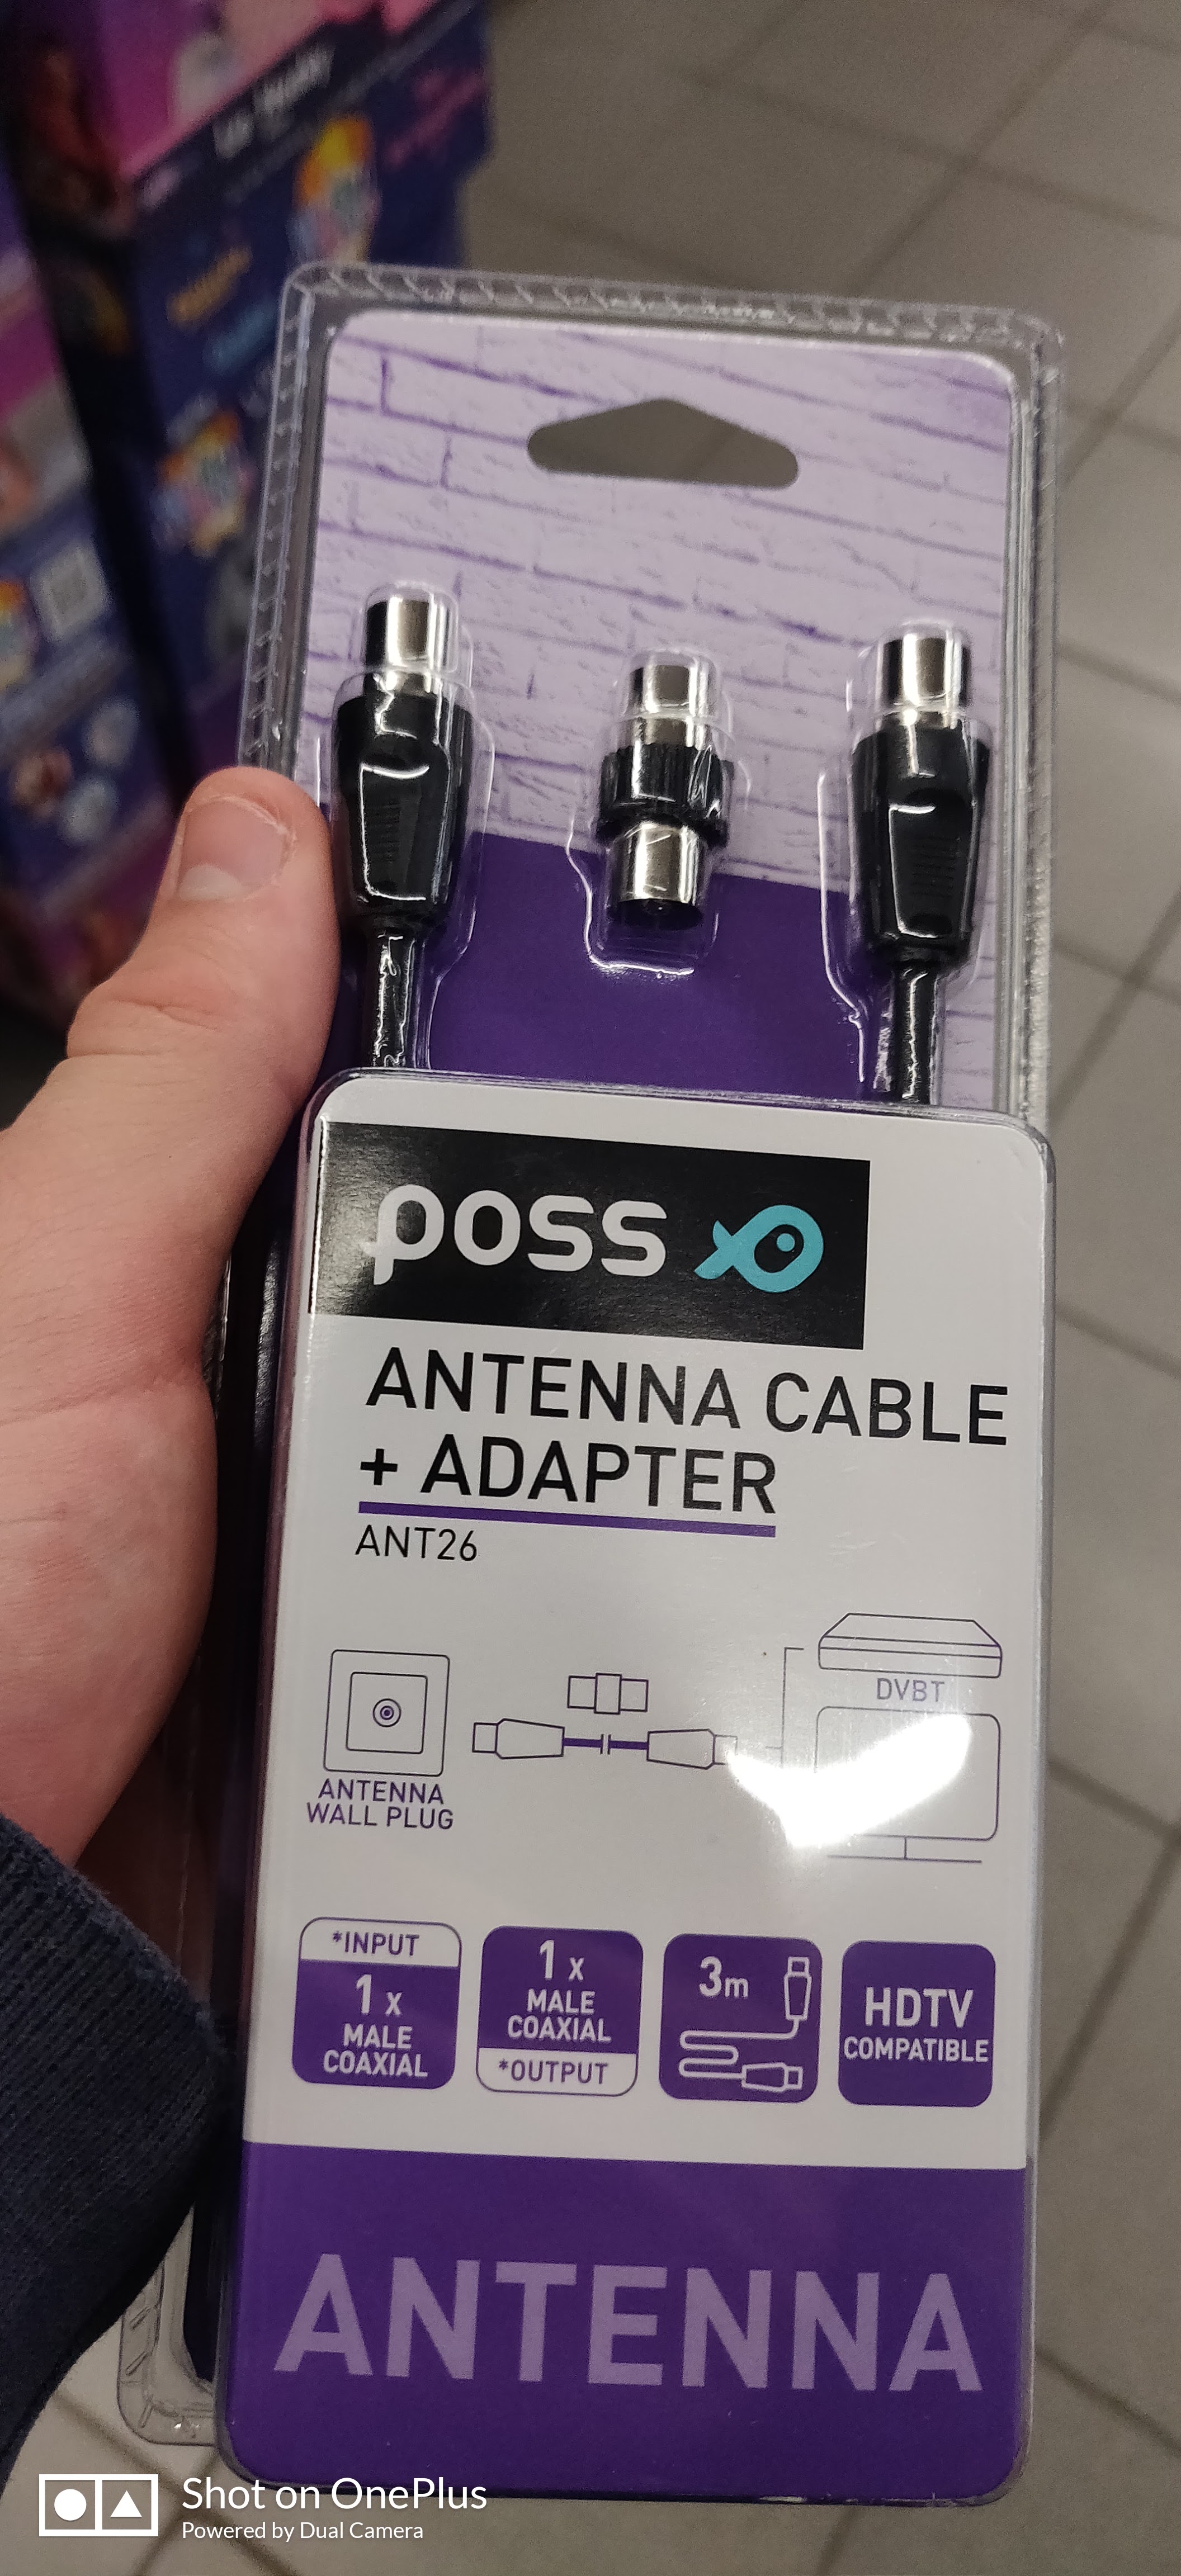 poss
ANTENNA CABLE
+ ADAPTER
ANT26
DVBT
ANTENNA
WALL PLUG
*INPUT
1 x
MALE
COAXIAL
1 x
MALE
COAXIAL
*OUTPUT
3m
HDTV
COMPATIBLE
ANTENNA
Shot on OnePlus
Powered by Dual Camera